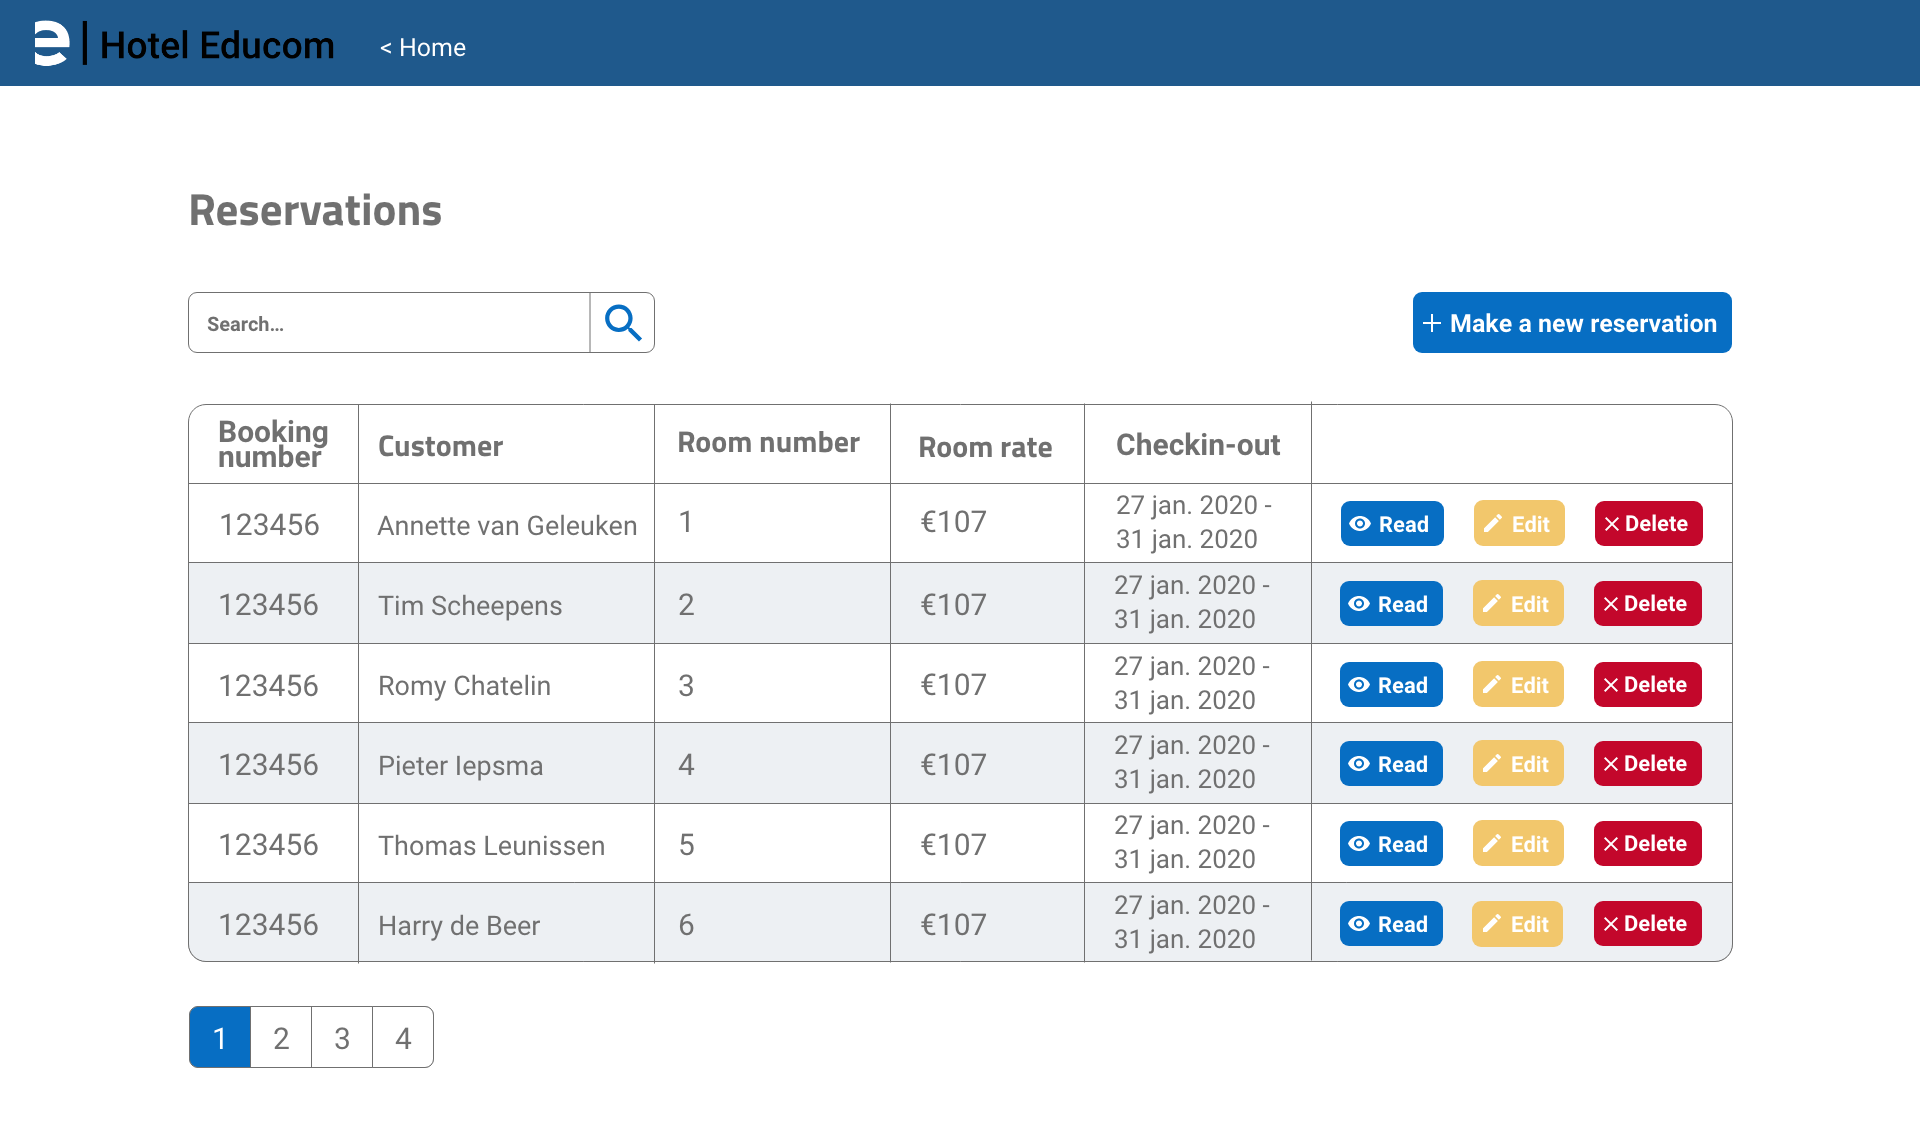 Hotel Educom < Home
Reservations
Search...
+ Make a new reservation
Booking number Customer Room number Room rate Checkin-out
123456 Annette van Geleuken 1 €107 27 jan. 2020 - 31 jan. 2020 Read Edit Delete
123456 Tim Scheepens 2 €107 27 jan. 2020 - 31 jan. 2020 Read Edit Delete
123456 Romy Chatelin 3 €107 27 jan. 2020 - 31 jan. 2020 Read Edit Delete
123456 Pieter Iepsma 4 €107 27 jan. 2020 - 31 jan. 2020 Read Edit Delete
123456 Thomas Leunissen 5 €107 27 jan. 2020 - 31 jan. 2020 Read Edit Delete
123456 Harry de Beer 6 €107 27 jan. 2020 - 31 jan. 2020 Read Edit Delete
1 2 3 4